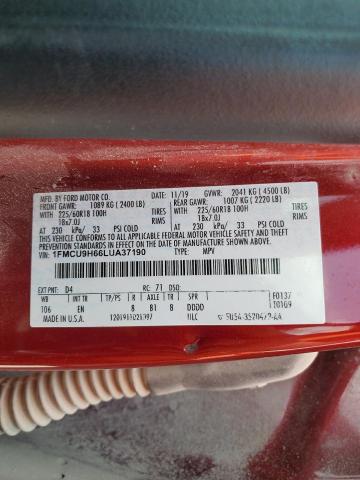 MFD. BY FORD MOTOR CO. 11/19 GVWR: 2041 KG (4500 LB)
FRONT GAWR: 1089 KG (2400 LB) REAR GAWR: 1007 KG (2220 LB)
WITH 225/60R18 100H TIRES WITH 225/60R18 100H TIRES
18x7.0J RIMS 18x7.0J RIMS
AT 230 kPa/ 33 PSI COLD AT 230 kPa/ 33 PSI COLD
THIS VEHICLE CONFORMS TO ALL APPLICABLE FEDERAL MOTOR VEHICLE SAFETY, BUMPER, AND
THEFT PREVENTION STANDARDS IN EFFECT ON THE DATE OF MANUFACTURE SHOWN ABOVE.
VIN: 1FMCU9H66LUA37190
TYPE: MPV
EXT PNT: D4 RC: 71 DSO:
WB INT TR TP/PS R AXLE TR SPR
106 EN 8 81 8 DDDD
MADE IN U.S.A. ULC
F0137
T0169